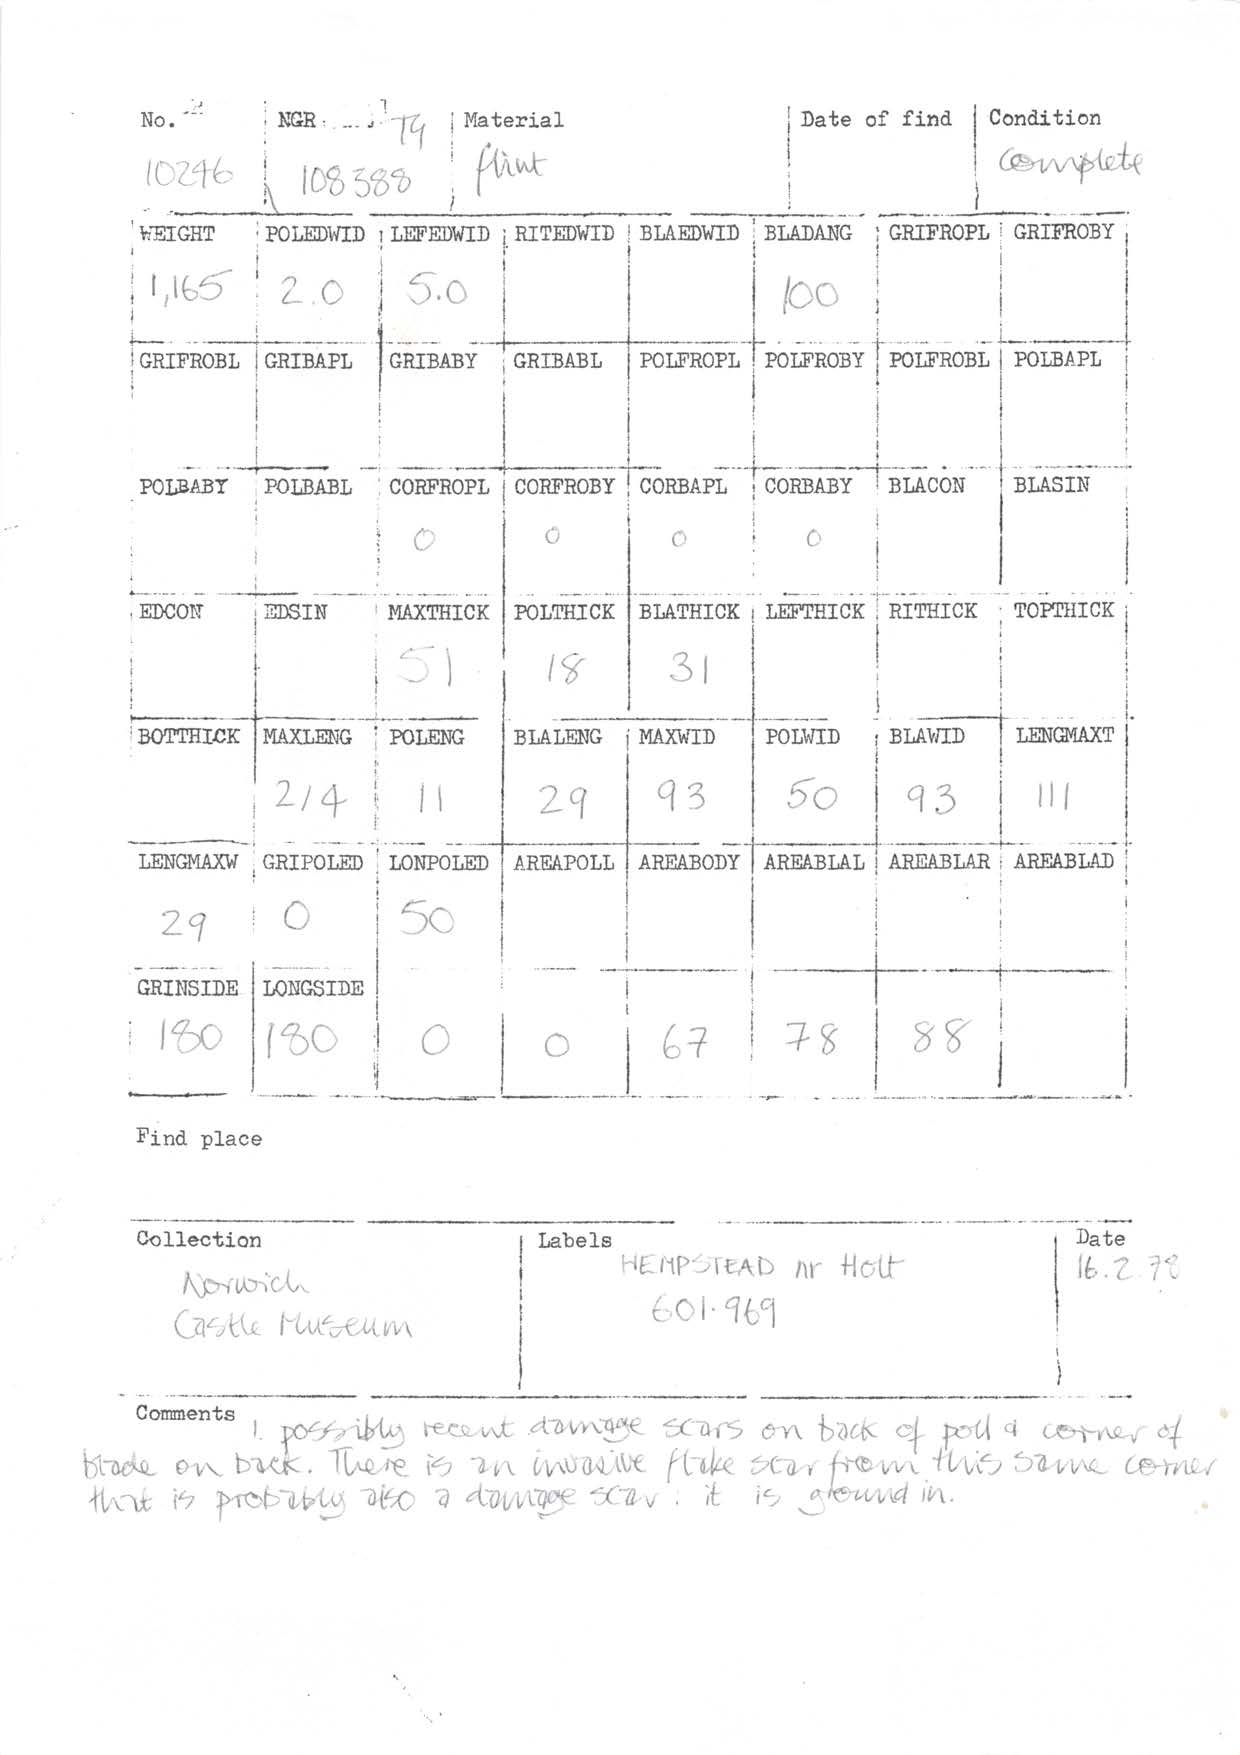 No. NGR TG Material Date of find Condition
10246 108388 flint complete
WEIGHT POLEDWID LEFEDWID RITEDWID BLAEDWID BLADANG GRIFROPL GRIFROBY
1,165 2.0 5.0 100
GRIFROBL GRIBAPL GRIBABY GRIBABL POLFROPL POLFROBY POLFROBL POLBAPL
POLBABY POLBABL CORFROPL CORFROBY CORBAPL CORBABY BLACON BLASIN
0 0 0 0
EDCON EDSIN MAXTHICK POLTHICK BLATHICK LEFTHICK RITHICK TOPTHICK
51 18 31
BOTTHICK MAXLENG POLENG BLALENG MAXWID POLWID BLAWID LENGMAXT
214 11 29 93 50 93 111
LENGMAXW GRIPOLED LONPOLED AREAPOLL AREABODY AREABLAL AREABLAR AREABLAD
29 0 50
GRINSIDE LONGSIDE
180 180 0 0 67 78 88
Find place
Collection Labels Date
HEMPSTEAD nr Holt 16.2.78
Norwich
601.969
Castle Museum
Comments 1. possibly recent damage scars on back of poll & corner of
blade on back. There is an invasive flake scar from this same corner
that is probably also a damage scar: it is ground in.